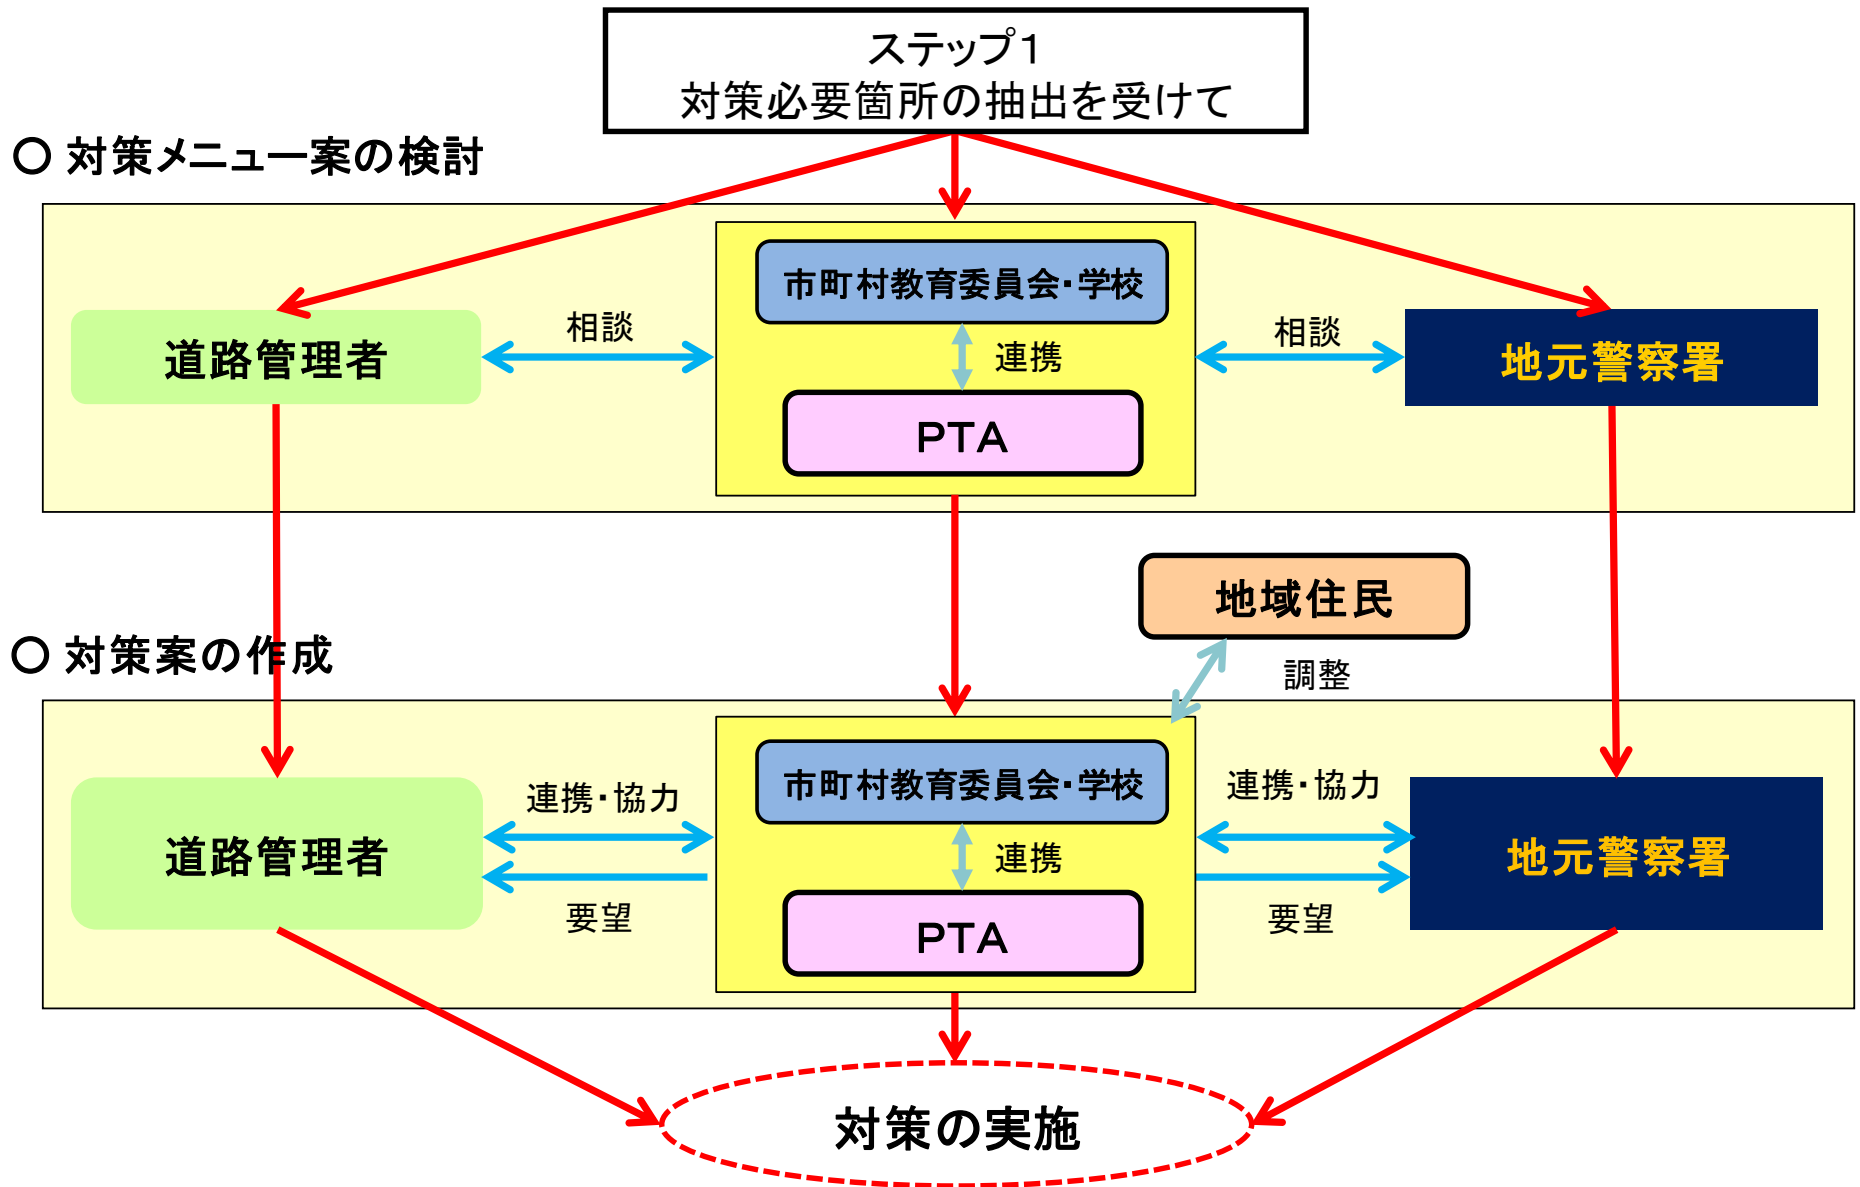 ステップ１
対策必要箇所の抽出を受けて
○ 対策メニュー案の検討
市町村教育委員会・学校
相談
相談
道路管理者
連携
地元警察署
PTA
地域住民
○ 対策案の作成
調整
市町村教育委員会・学校
連携・協力
連携・協力
道路管理者
連携
地元警察署
要望
要望
PTA
対策の実施